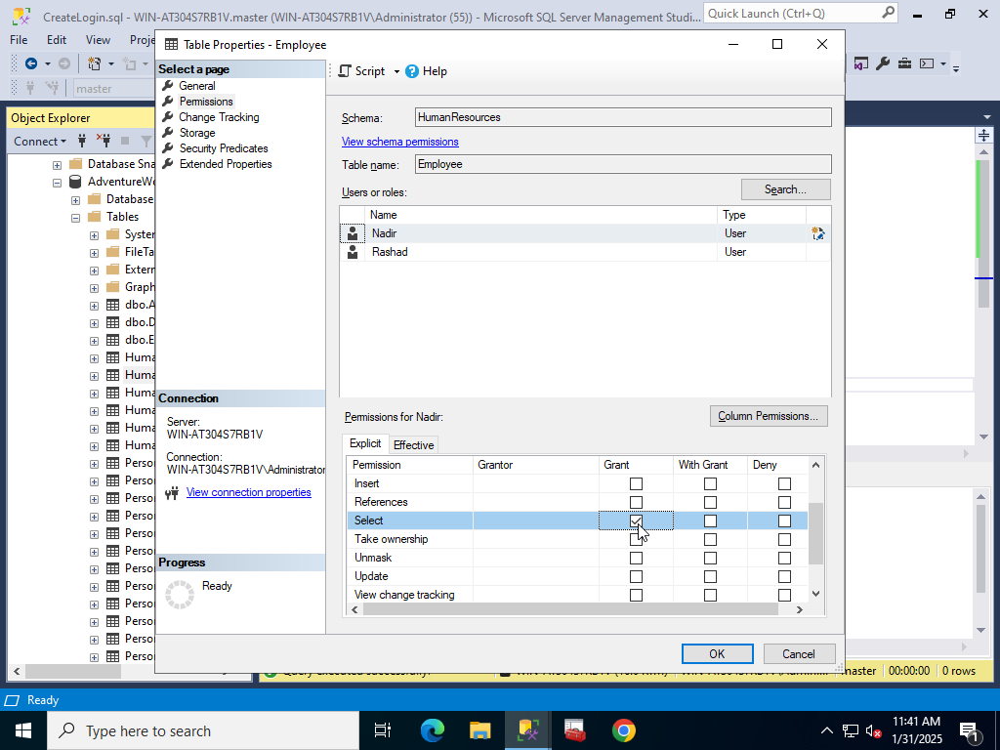 CreateLogin.sql - WIN-AT304S7RB1V.master (WIN-AT304S7RB1V\Administrator (55)) - Microsoft SQL Server Management Studi...
Quick Launch (Ctrl+Q)
File Edit View Proje
master
Object Explorer
Connect
Database Sna
AdventureWo
Database
Tables
System
FileTa
Extern
Graph
dbo.A
dbo.D
dbo.E
Huma
Huma
Huma
Huma
Huma
Huma
Perso
Perso
Perso
Perso
Perso
Perso
Perso
Perso
Perso
Perso
Perso
Perso
Table Properties - Employee
Select a page
General
Permissions
Change Tracking
Storage
Security Predicates
Extended Properties
Connection
Server:
WIN-AT304S7RB1V
Connection:
WIN-AT304S7RB1V\Administrator
View connection properties
Progress
Ready
Script Help
Schema: HumanResources
View schema permissions
Table name: Employee
Users or roles: Search...
Name Type
Nadir User
Rashad User
Permissions for Nadir: Column Permissions...
Explicit Effective
Permission Grantor Grant With Grant Deny
Insert
References
Select
Take ownership
Unmask
Update
View change tracking
OK Cancel
master 00:00:00 0 rows
Ready
Type here to search
11:41 AM
1/31/2025
1